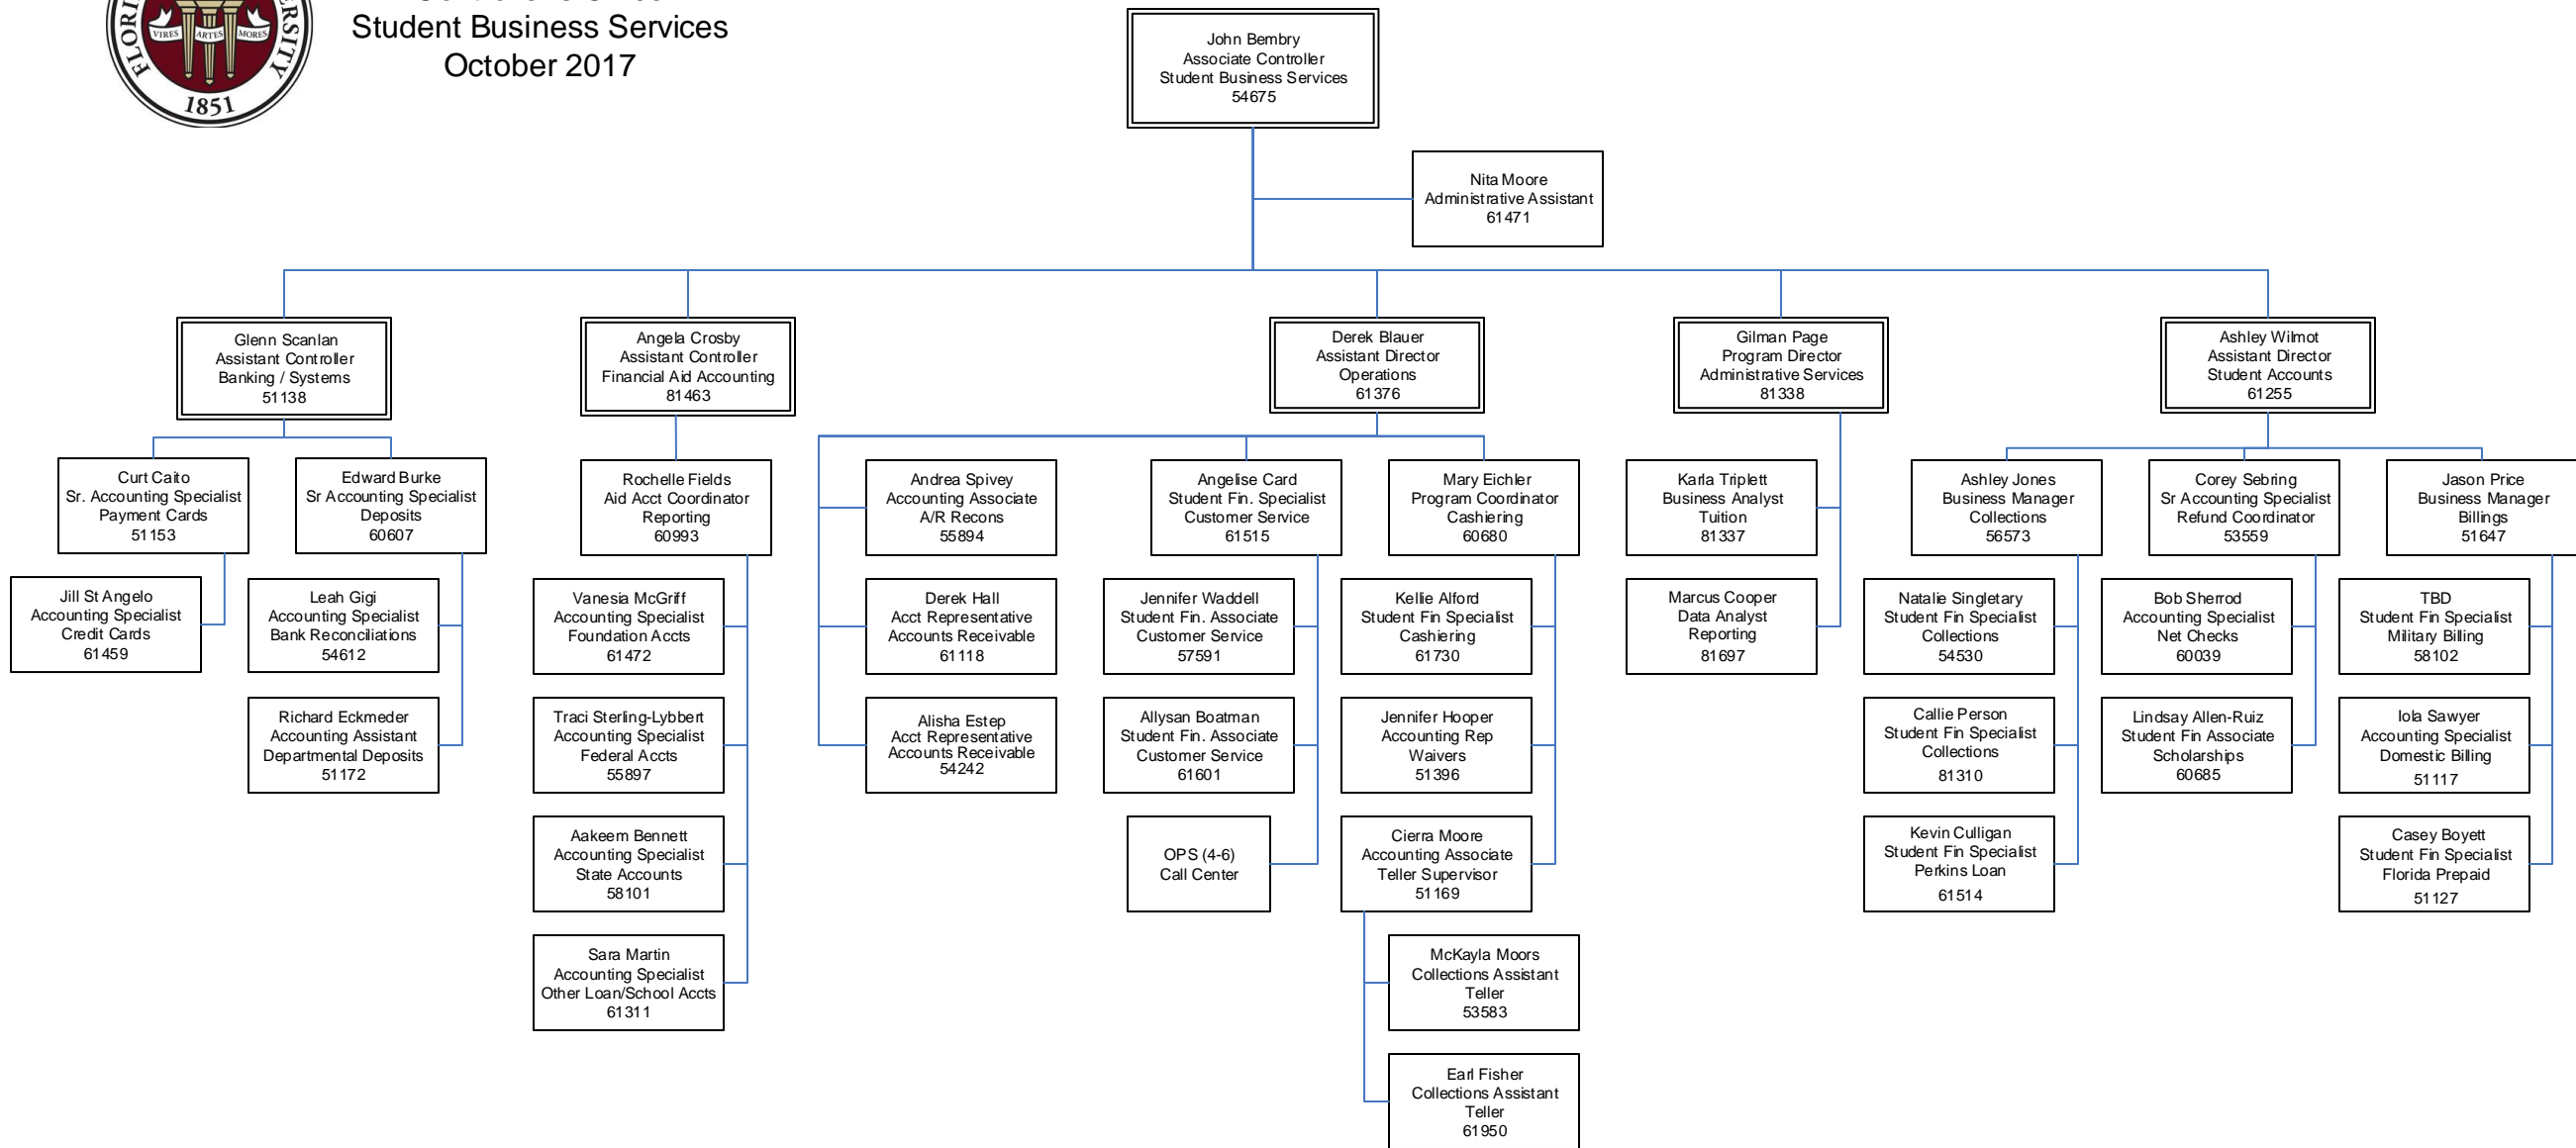 VIRES ARTES MORES
1851
Student Business Services
October 2017
John Bembry
Associate Controller
Student Business Services
54675
Nita Moore
Administrative Assistant
61471
Glenn Scanlan
Assistant Controller
Banking / Systems
51138
Angela Crosby
Assistant Controller
Financial Aid Accounting
81463
Derek Blauer
Assistant Director
Operations
61376
Gilman Page
Program Director
Administrative Services
81338
Ashley Wilmot
Assistant Director
Student Accounts
61255
Curt Caito
Sr. Accounting Specialist
Payment Cards
51153
Edward Burke
Sr Accounting Specialist
Deposits
60607
Rochelle Fields
Aid Acct Coordinator
Reporting
60993
Andrea Spivey
Accounting Associate
A/R Recons
55894
Angelise Card
Student Fin. Specialist
Customer Service
61515
Mary Eichler
Program Coordinator
Cashiering
60680
Karla Triplett
Business Analyst
Tuition
81337
Ashley Jones
Business Manager
Collections
56573
Corey Sebring
Sr Accounting Specialist
Refund Coordinator
53559
Jason Price
Business Manager
Billings
51647
Jill St Angelo
Accounting Specialist
Credit Cards
61459
Leah Gigi
Accounting Specialist
Bank Reconciliations
54612
Vanesia McGriff
Accounting Specialist
Foundation Accts
61472
Derek Hall
Acct Representative
Accounts Receivable
61118
Jennifer Waddell
Student Fin. Associate
Customer Service
57591
Kellie Alford
Student Fin Specialist
Cashiering
61730
Marcus Cooper
Data Analyst
Reporting
81697
Natalie Singletary
Student Fin Specialist
Collections
54530
Bob Sherrod
Accounting Specialist
Net Checks
60039
TBD
Student Fin Specialist
Military Billing
58102
Richard Eckmeder
Accounting Assistant
Departmental Deposits
51172
Traci Sterling-Lybbert
Accounting Specialist
Federal Accts
55897
Alisha Estep
Acct Representative
Accounts Receivable
54242
Allysan Boatman
Student Fin. Associate
Customer Service
61601
Jennifer Hooper
Accounting Rep
Waivers
51396
Callie Person
Student Fin Specialist
Collections
81310
Lindsay Allen-Ruiz
Student Fin Associate
Scholarships
60685
Iola Sawyer
Accounting Specialist
Domestic Billing
51117
Aakeem Bennett
Accounting Specialist
State Accounts
58101
OPS (4-6)
Call Center
Cierra Moore
Accounting Associate
Teller Supervisor
51169
Kevin Culligan
Student Fin Specialist
Perkins Loan
61514
Casey Boyett
Student Fin Specialist
Florida Prepaid
51127
Sara Martin
Accounting Specialist
Other Loan/School Accts
61311
McKayla Moors
Collections Assistant
Teller
53583
Earl Fisher
Collections Assistant
Teller
61950